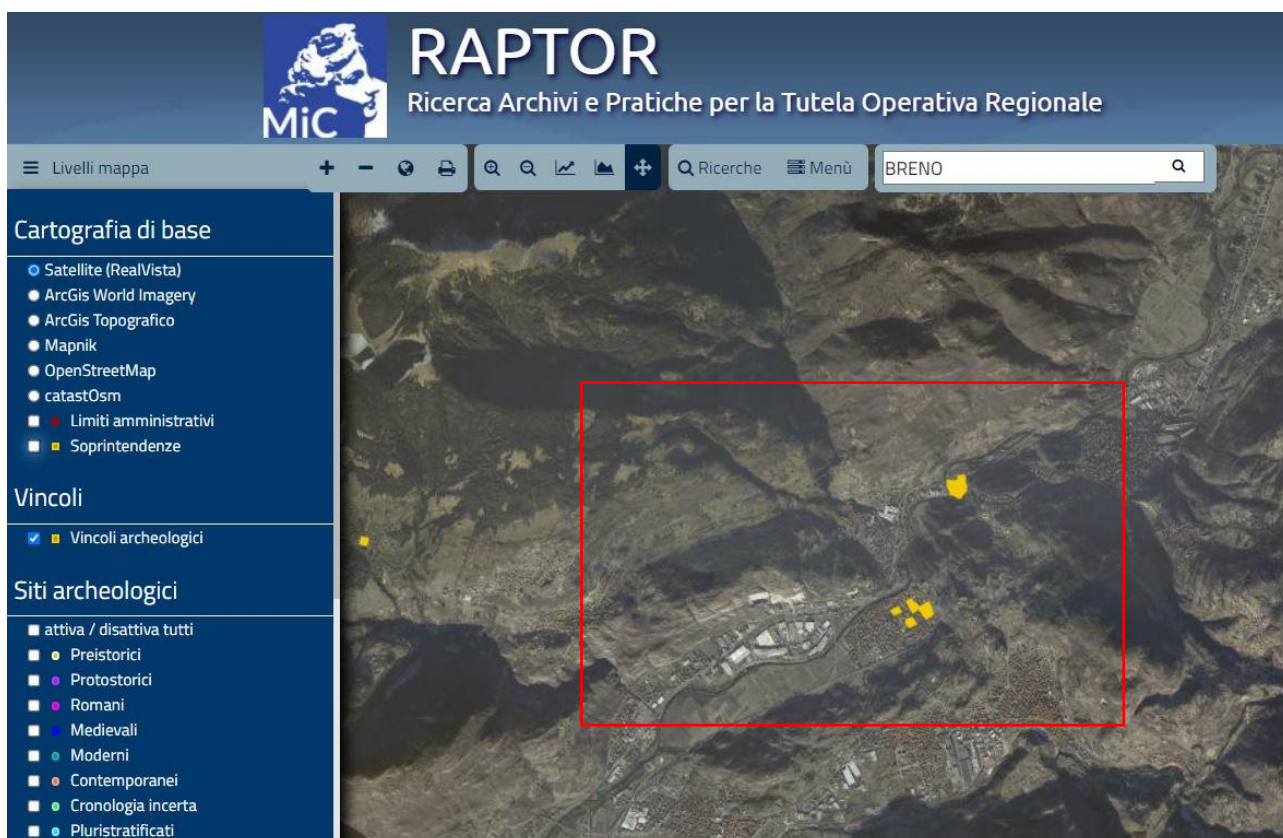 MiC
RAPTOR
Ricerca Archivi e Pratiche per la Tutela Operativa Regionale
Livelli mappa
Ricerche
Menù
BRENO
Cartografia di base
Satellite (RealVista)
ArcGis World Imagery
ArcGis Topografico
Mapnik
OpenStreetMap
catastOsm
Limiti amministrativi
Soprintendenze
Vincoli
Vincoli archeologici
Siti archeologici
attiva / disattiva tutti
Preistorici
Protostorici
Romani
Medievali
Moderni
Contemporanei
Cronologia incerta
Pluristratificati